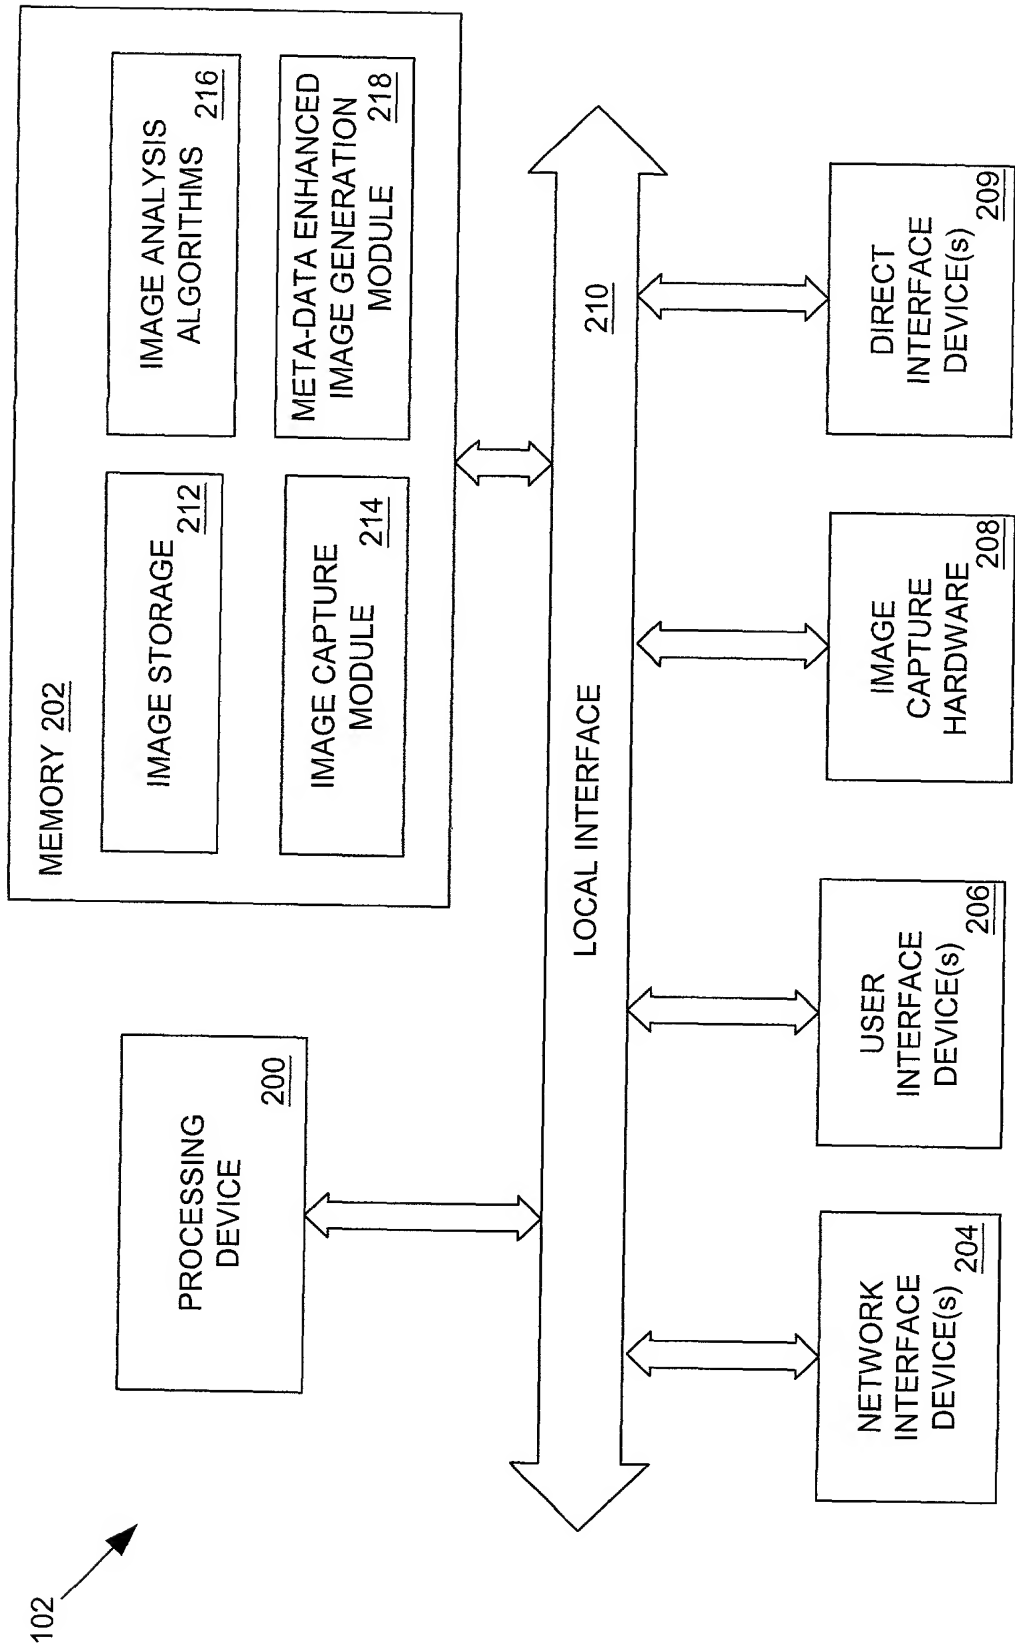 102
PROCESSING
DEVICE
200
MEMORY 202
IMAGE STORAGE
212
IMAGE ANALYSIS
ALGORITHMS
216
IMAGE CAPTURE
MODULE
214
META-DATA ENHANCED
IMAGE GENERATION
MODULE
218
LOCAL INTERFACE
210
NETWORK
INTERFACE
DEVICE(s)
204
USER
INTERFACE
DEVICE(s)
206
IMAGE
CAPTURE
HARDWARE
208
DIRECT
INTERFACE
DEVICE(s)
209